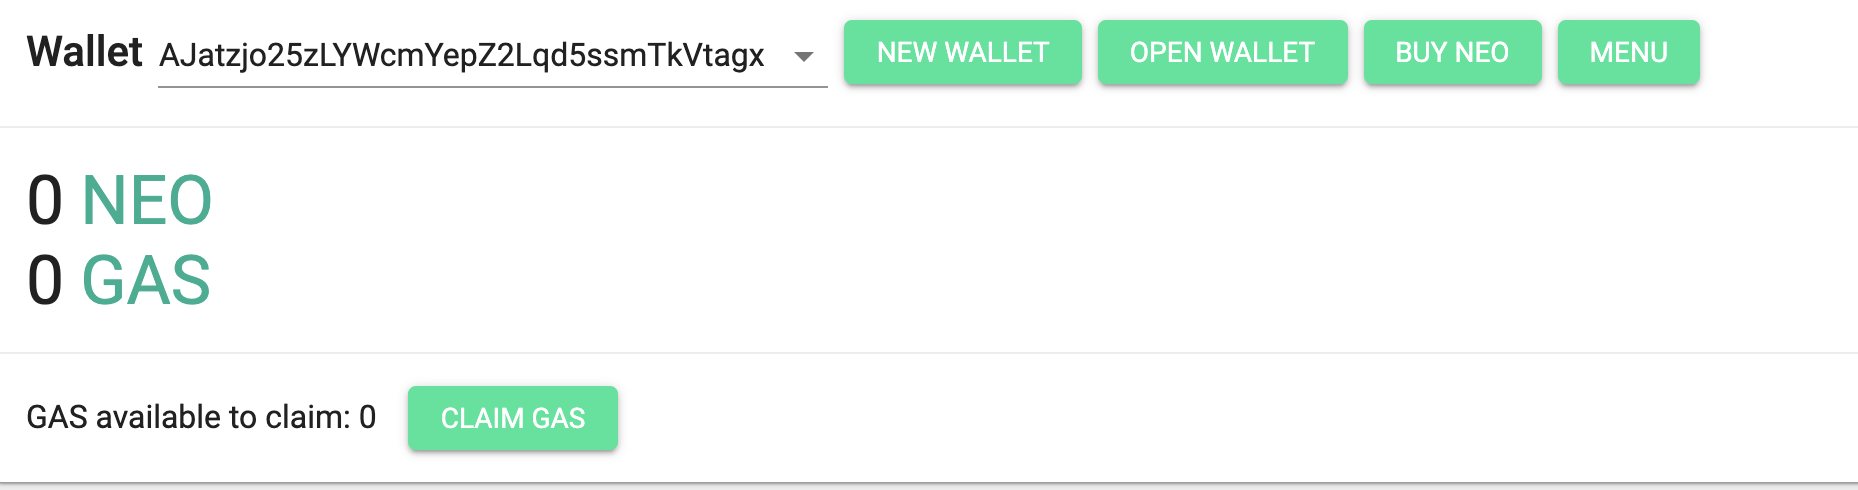 Wallet AJatzjo25zLYWcmYepZ2Lqd5ssmTkVtagx NEW WALLET OPEN WALLET BUY NEO MENU
0 NEO
0 GAS
GAS available to claim: 0 CLAIM GAS